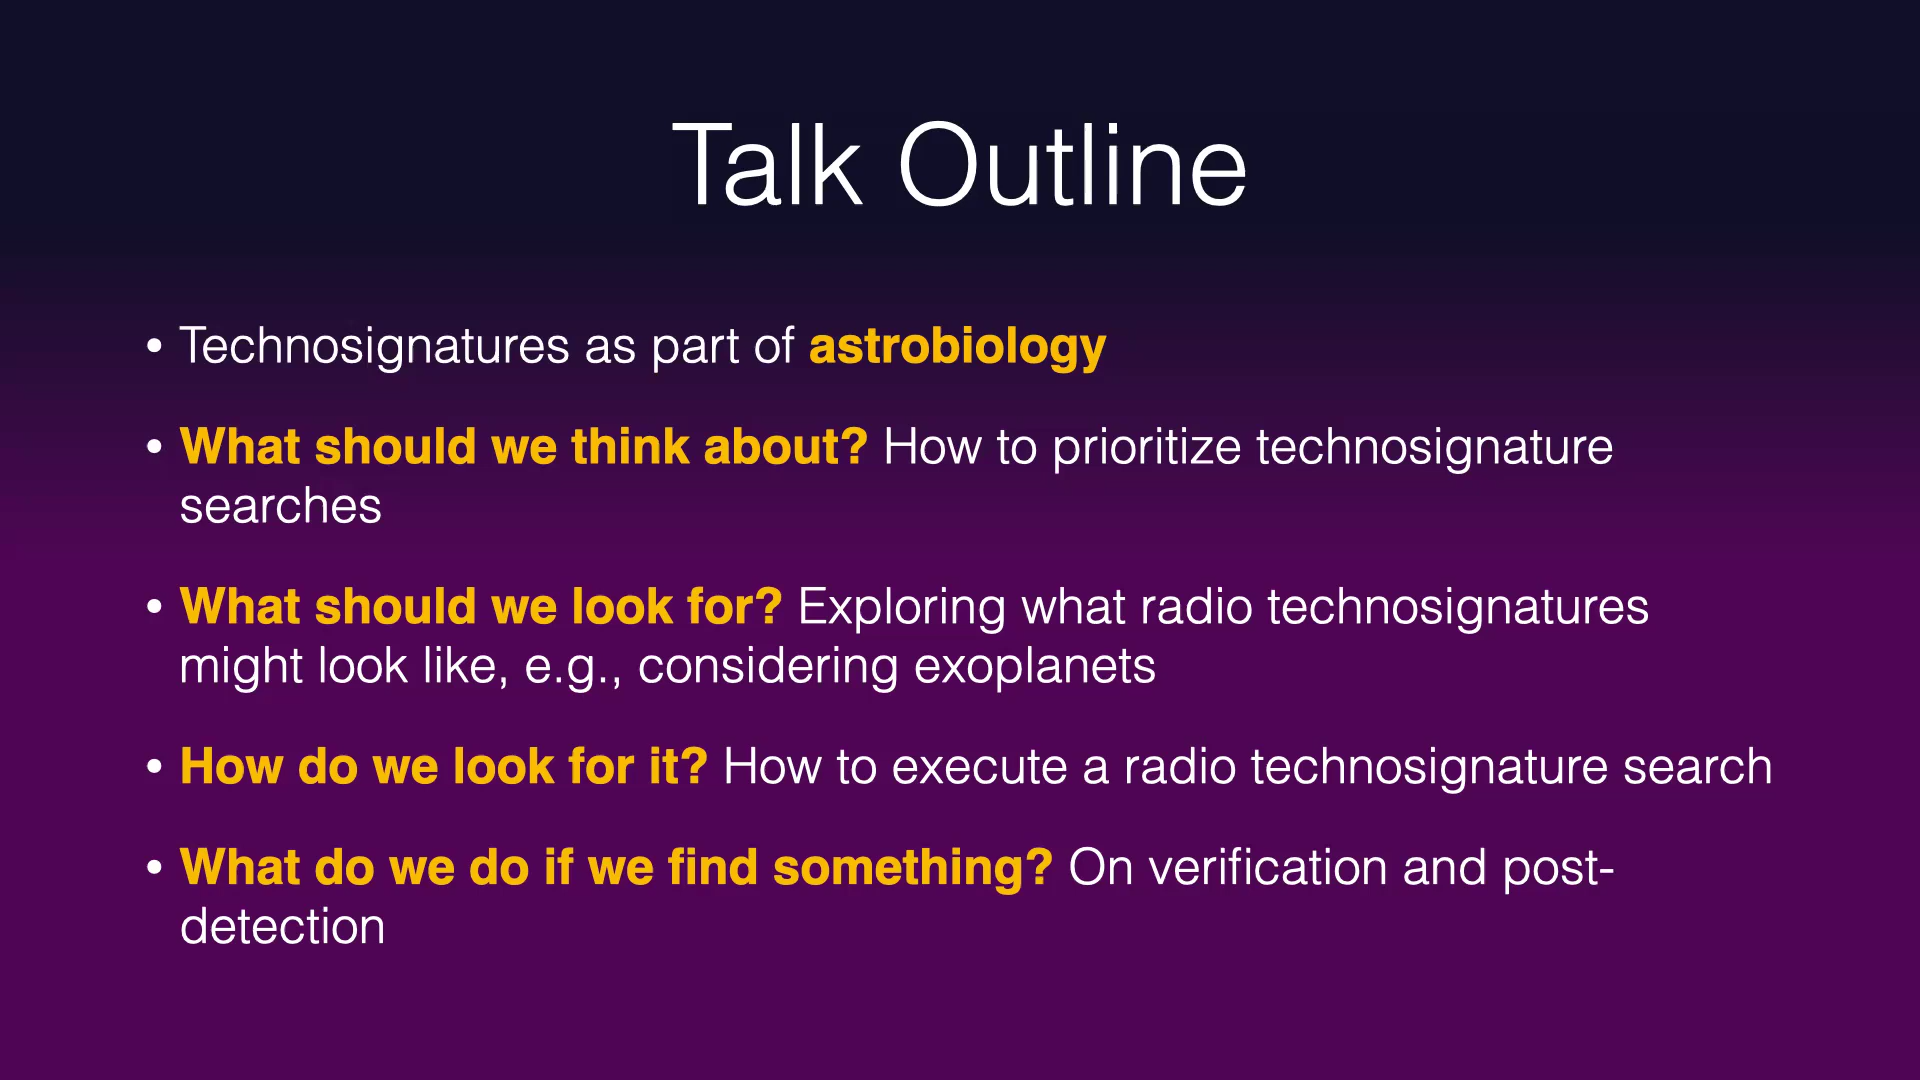 Talk Outline
• Technosignatures as part of astrobiology
• What should we think about? How to prioritize technosignature
searches
• What should we look for? Exploring what radio technosignatures
might look like, e.g., considering exoplanets
• How do we look for it? How to execute a radio technosignature search
• What do we do if we find something? On verification and post-
detection